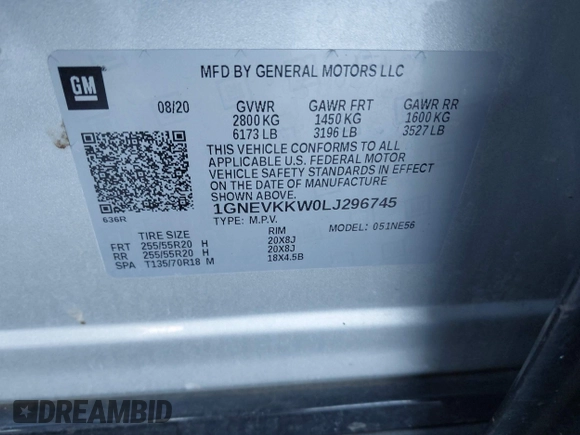 GM
MFD BY GENERAL MOTORS LLC
08/20 GVWR GAWR FRT GAWR RR
2800 KG 1450 KG 1600 KG
6173 LB 3196 LB 3527 LB
THIS VEHICLE CONFORMS TO ALL
APPLICABLE U.S. FEDERAL MOTOR
VEHICLE SAFETY STANDARDS IN EFFECT
ON THE DATE OF MANUFACTURE
SHOWN ABOVE.
636R
1GNEVKKW0LJ296745
TYPE: M.P.V. MODEL: 051NE56
TIRE SIZE RIM
FRT 255/55R20 H 20X8J
RR 255/55R20 H 20X8J
SPA T135/70R18 M 18X4.5B
DREAMBID